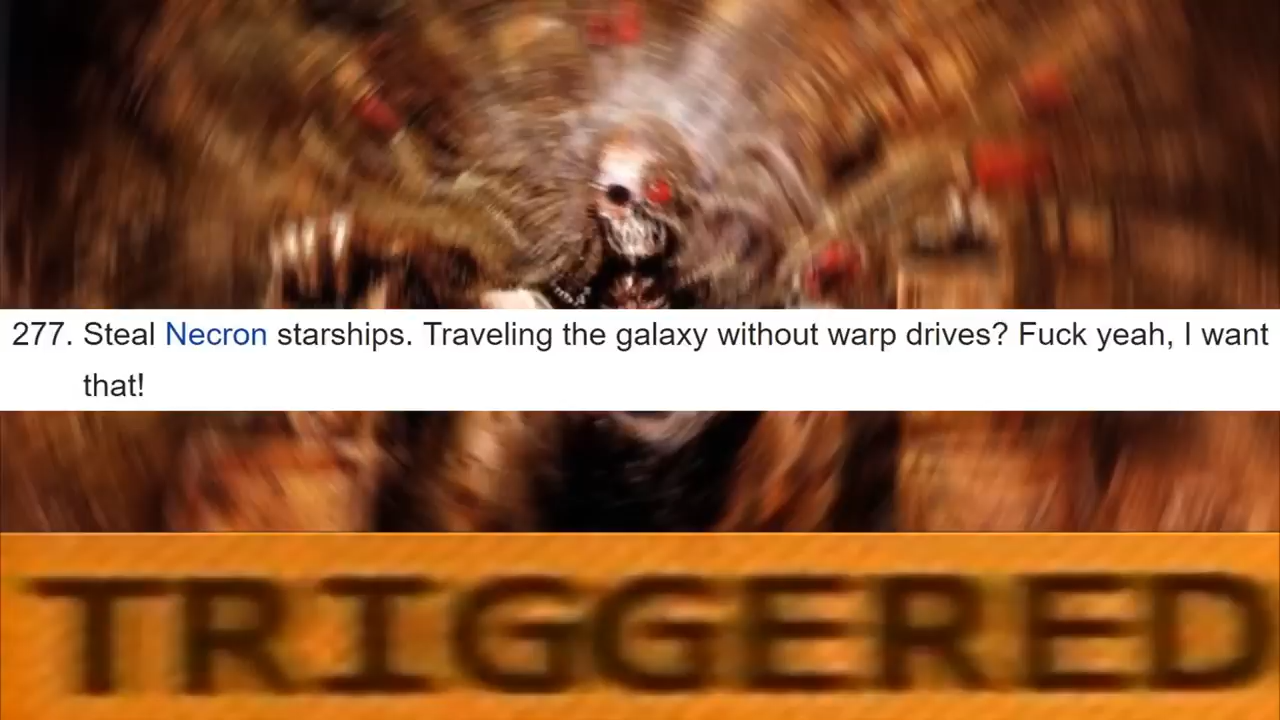 277. Steal Necron starships. Traveling the galaxy without warp drives? Fuck yeah, I want
that!
TRIGGERED